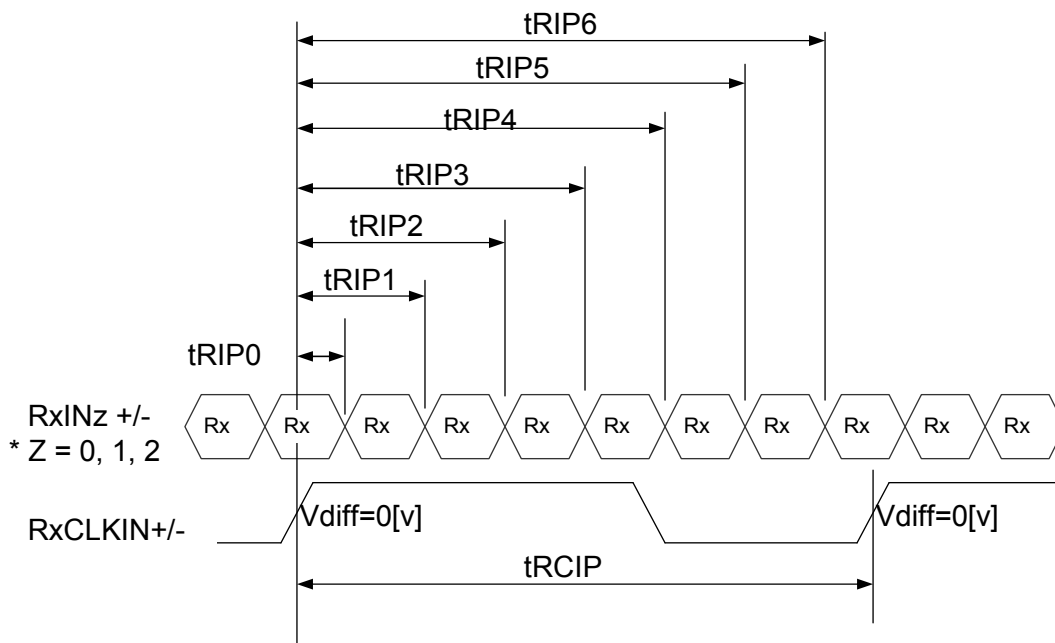 tRIP6
tRIP5
tRIP4
tRIP3
tRIP2
tRIP1
tRIP0
RxINz +/-
* Z = 0, 1, 2
Rx Rx Rx Rx Rx Rx Rx Rx Rx Rx Rx
RxCLKIN+/-
Vdiff=0[v] Vdiff=0[v]
tRCIP